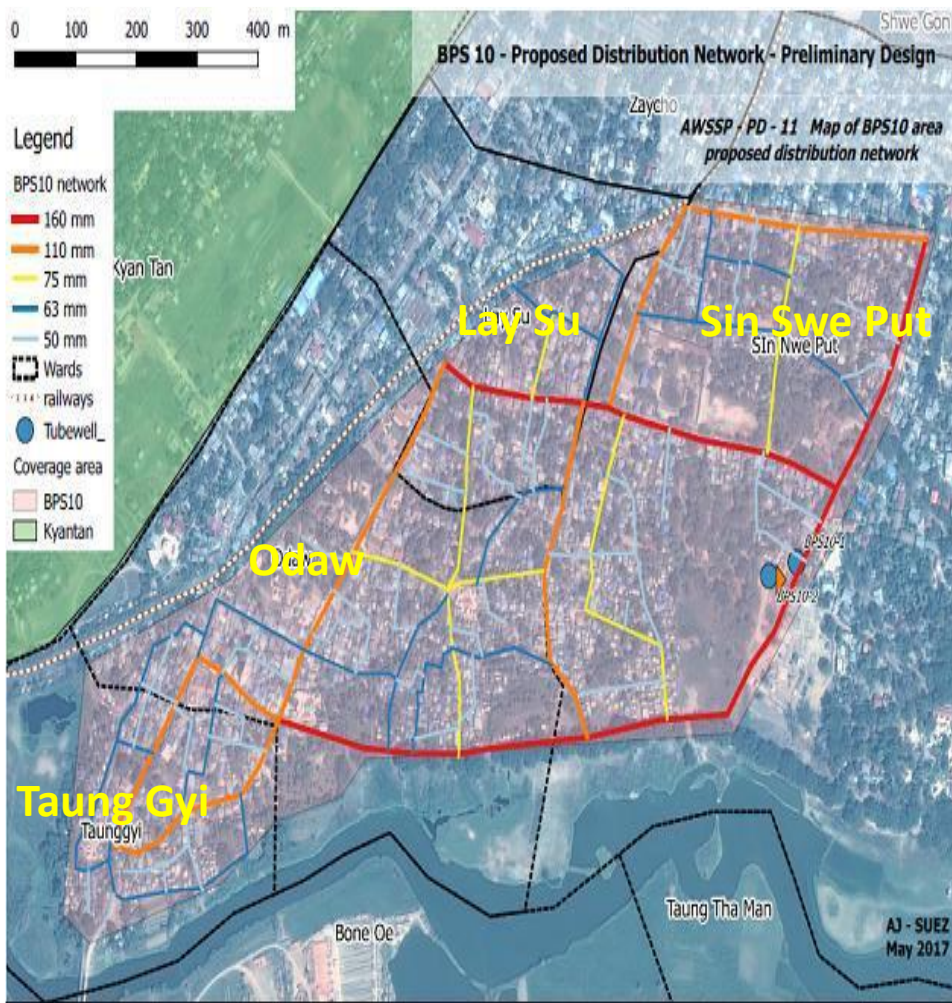 0 100 200 300 400 m
Shwe Gon
BPS 10 - Proposed Distribution Network - Preliminary Design
Zaycho
AWSSP - PD - 11 Map of BPS10 area
proposed distribution network
Legend
BPS10 network
160 mm
110 mm
75 mm
63 mm
50 mm
Wards
railways
Tubewell_
Coverage area
BPS10
Kyantan
Kyan Tan
Lay Su
Sin Swe Put
SIn Nwe Put
Odaw
BPS10-1
BPS10-2
Taung Gyi
Taunggyi
Bone Oe
Taung Tha Man
AJ - SUEZ
May 2017